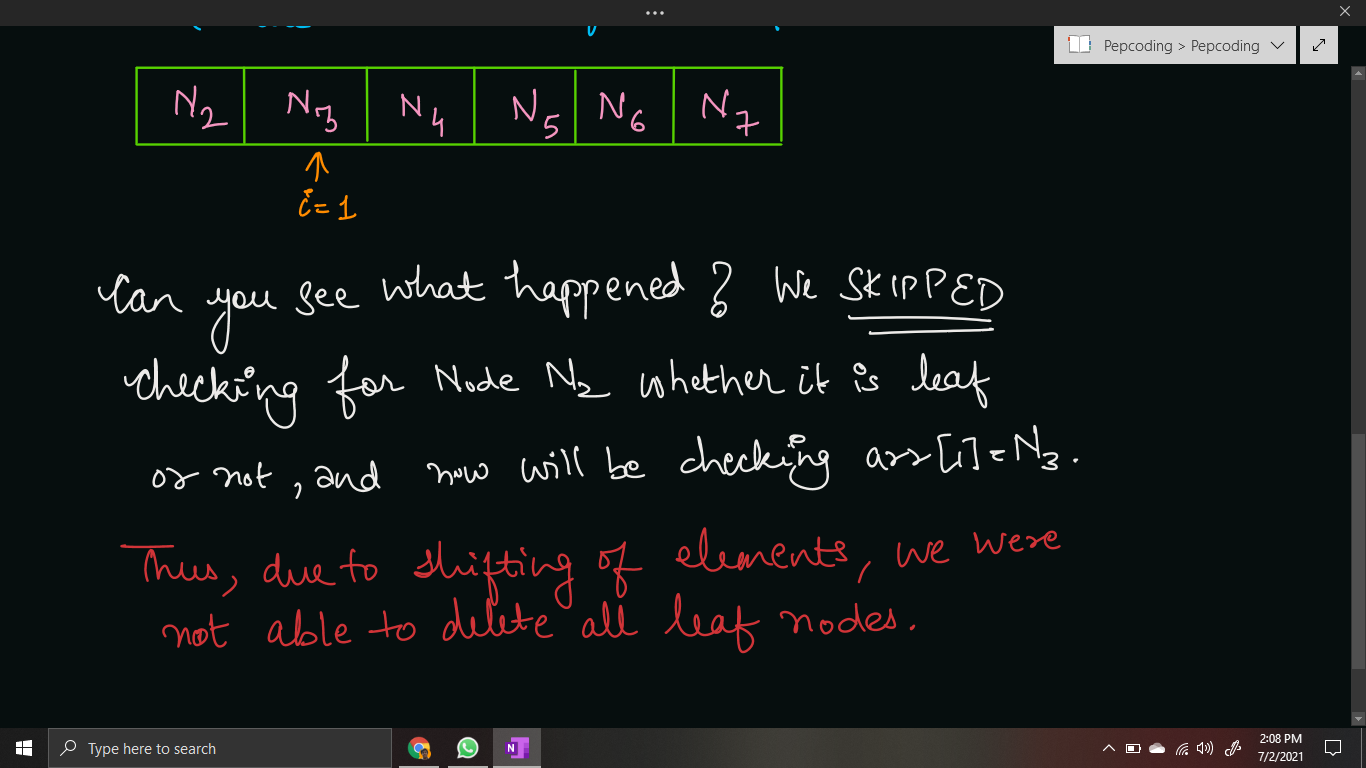 Pepcoding > Pepcoding
N2 N3 N4 N5 N6 N7
i=1
Can you see what happened? We SKIPPED
checking for Node N2 whether it is leaf
or not, and now will be checking arr[i]=N3.
Thus, due to shifting of elements, we were
not able to delete all leaf nodes.
Type here to search
2:08 PM
7/2/2021